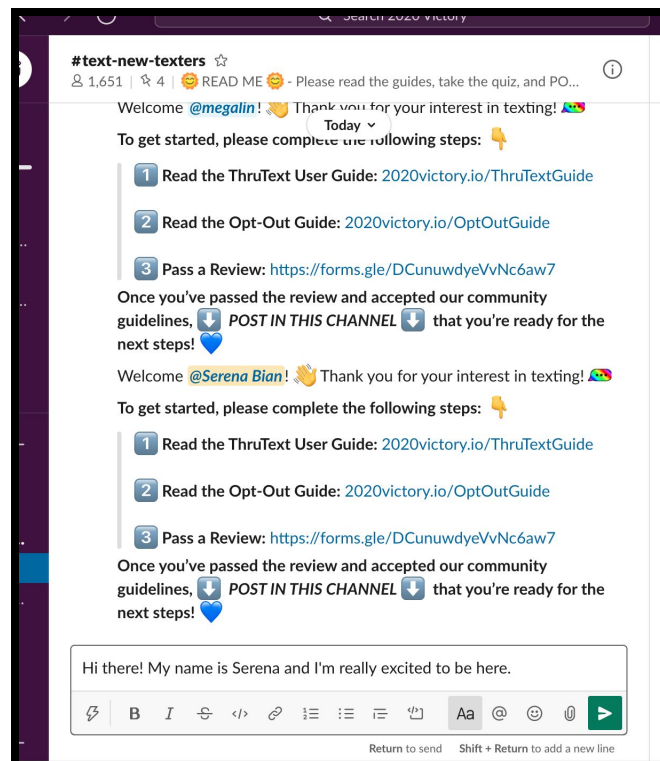 Search 2020 Victory
#text-new-texters
1,651 | 4 | READ ME - Please read the guides, take the quiz, and PO...
Welcome @megalin! Thank you for your interest in texting!
Today
To get started, please complete the following steps:
1 Read the ThruText User Guide: 2020victory.io/ThruTextGuide
2 Read the Opt-Out Guide: 2020victory.io/OptOutGuide
3 Pass a Review: https://forms.gle/DCunuwdyeVvNc6aw7
Once you've passed the review and accepted our community
guidelines, POST IN THIS CHANNEL that you're ready for the
next steps!
Welcome @Serena Bian! Thank you for your interest in texting!
To get started, please complete the following steps:
1 Read the ThruText User Guide: 2020victory.io/ThruTextGuide
2 Read the Opt-Out Guide: 2020victory.io/OptOutGuide
3 Pass a Review: https://forms.gle/DCunuwdyeVvNc6aw7
Once you've passed the review and accepted our community
guidelines, POST IN THIS CHANNEL that you're ready for the
next steps!
Hi there! My name is Serena and I'm really excited to be here.
B I S </> Aa @
Return to send Shift + Return to add a new line